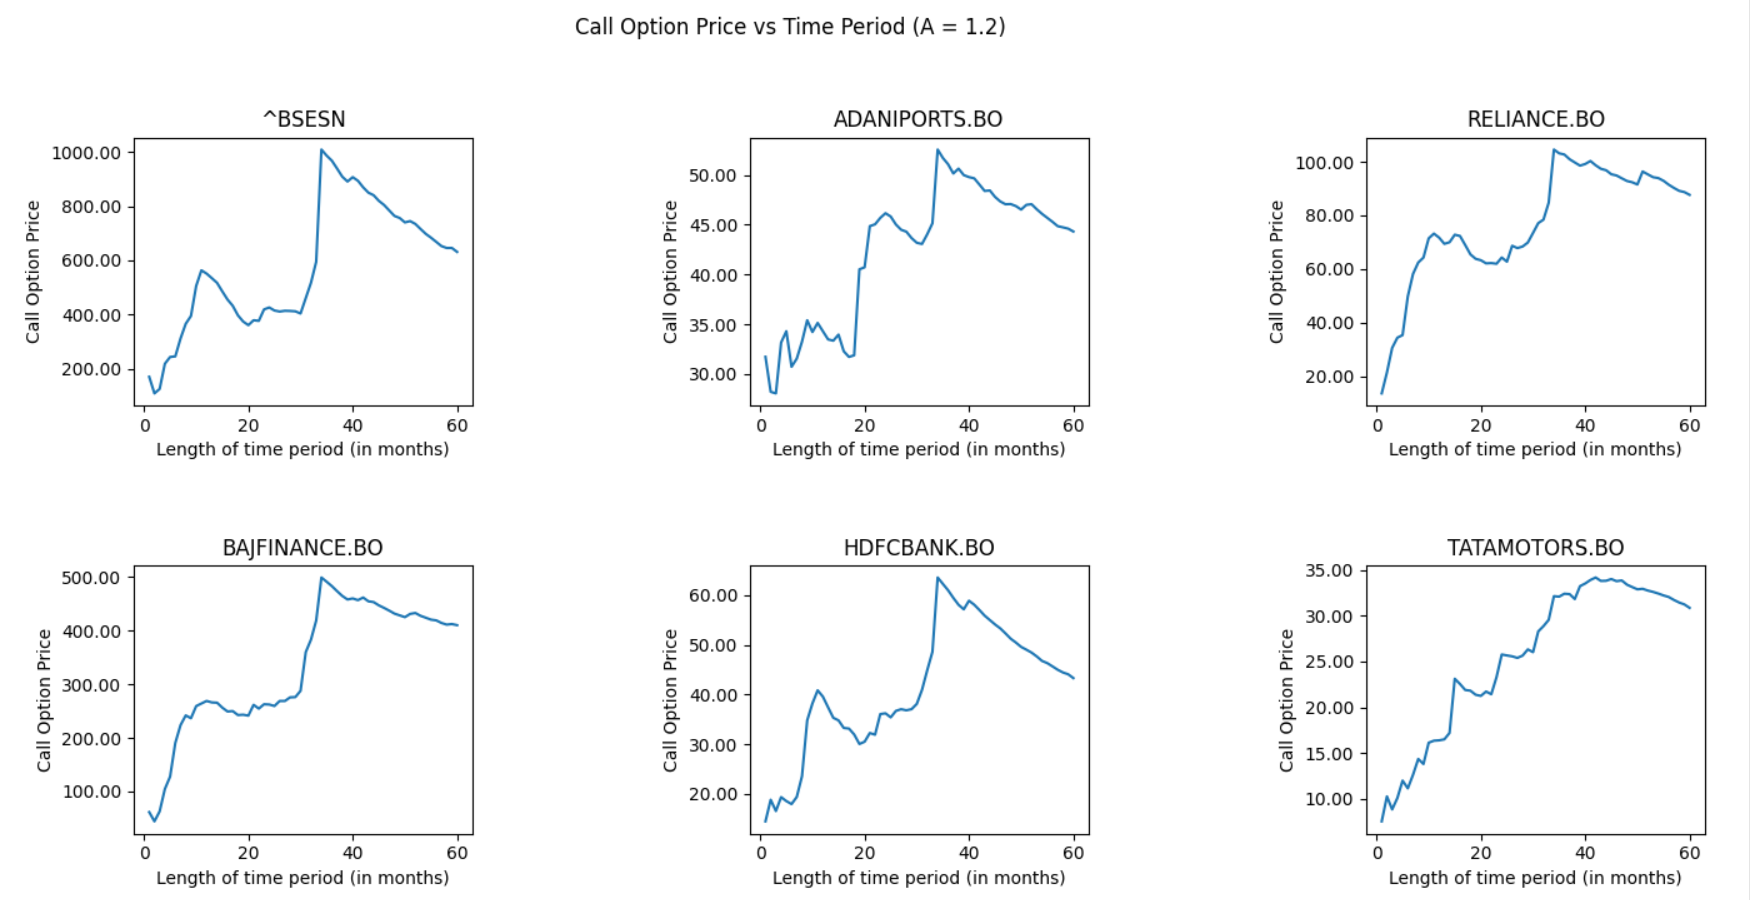 Call Option Price vs Time Period (A = 1.2)
^BSESN
1000.00
800.00
600.00
400.00
200.00
Call Option Price
0 20 40 60
Length of time period (in months)
ADANIPORTS.BO
50.00
45.00
40.00
35.00
30.00
Call Option Price
0 20 40 60
Length of time period (in months)
RELIANCE.BO
100.00
80.00
60.00
40.00
20.00
Call Option Price
0 20 40 60
Length of time period (in months)
BAJFINANCE.BO
500.00
400.00
300.00
200.00
100.00
Call Option Price
0 20 40 60
Length of time period (in months)
HDFCBANK.BO
60.00
50.00
40.00
30.00
20.00
Call Option Price
0 20 40 60
Length of time period (in months)
TATAMOTORS.BO
35.00
30.00
25.00
20.00
15.00
10.00
Call Option Price
0 20 40 60
Length of time period (in months)